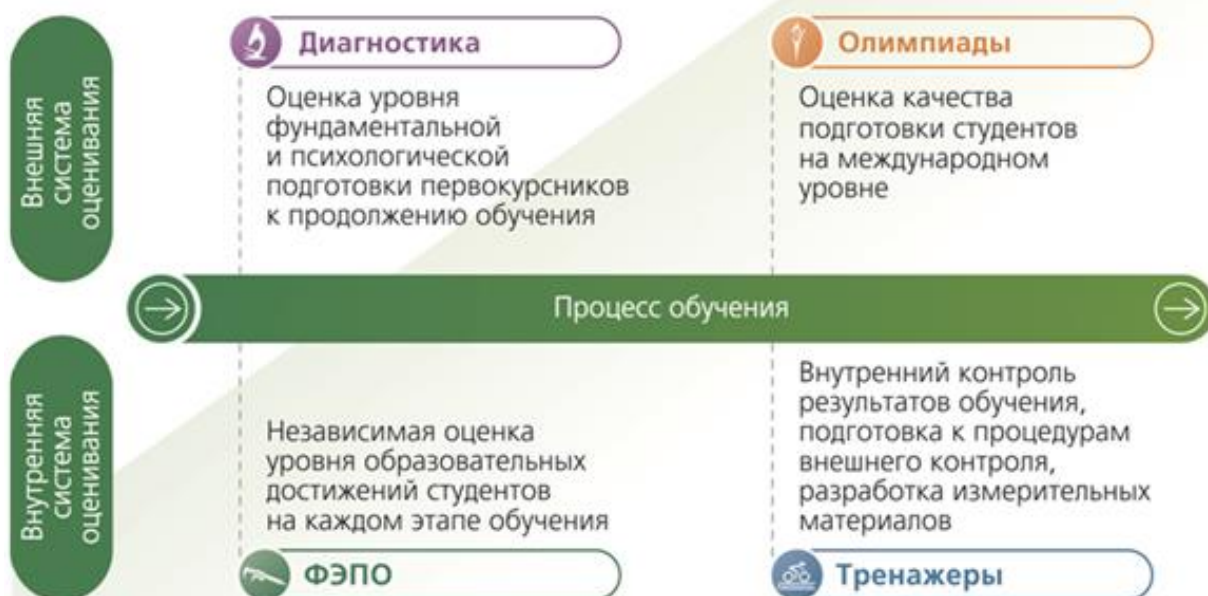 Внешняя
система
оценивания
Диагностика
Оценка уровня
фундаментальной
и психологической
подготовки первокурсников
к продолжению обучения
Олимпиады
Оценка качества
подготовки студентов
на международном
уровне
Процесс обучения
Внутренняя
система
оценивания
Независимая оценка
уровня образовательных
достижений студентов
на каждом этапе обучения
ФЭПО
Внутренний контроль
результатов обучения,
подготовка к процедурам
внешнего контроля,
разработка измерительных
материалов
Тренажеры